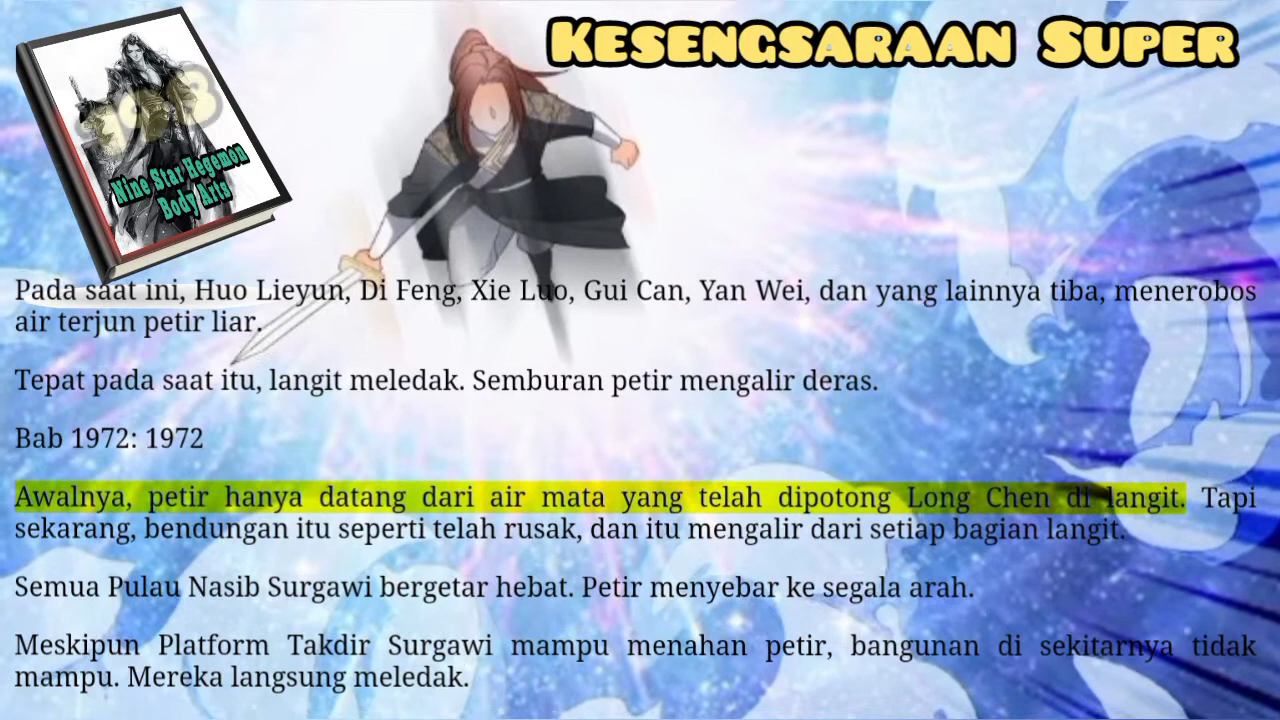 Kesengsaraan Super
1978
Nine Star Hegemon
Body Arts
Pada saat ini, Huo Lieyun, Di Feng, Xie Luo, Gui Can, Yan Wei, dan yang lainnya tiba, menerobos
air terjun petir liar.
Tepat pada saat itu, langit meledak. Semburan petir mengalir deras.
Bab 1972: 1972
Awalnya, petir hanya datang dari air mata yang telah dipotong Long Chen di langit. Tapi
sekarang, bendungan itu seperti telah rusak, dan itu mengalir dari setiap bagian langit.
Semua Pulau Nasib Surgawi bergetar hebat. Petir menyebar ke segala arah.
Meskipun Platform Takdir Surgawi mampu menahan petir, bangunan di sekitarnya tidak
mampu. Mereka langsung meledak.